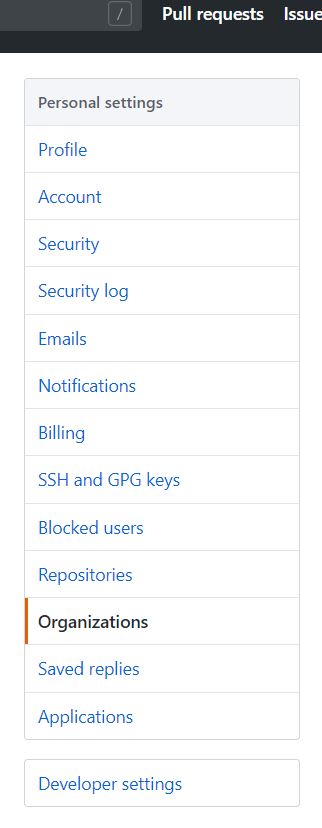 / Pull requests Issue
Personal settings
Profile
Account
Security
Security log
Emails
Notifications
Billing
SSH and GPG keys
Blocked users
Repositories
Organizations
Saved replies
Applications
Developer settings